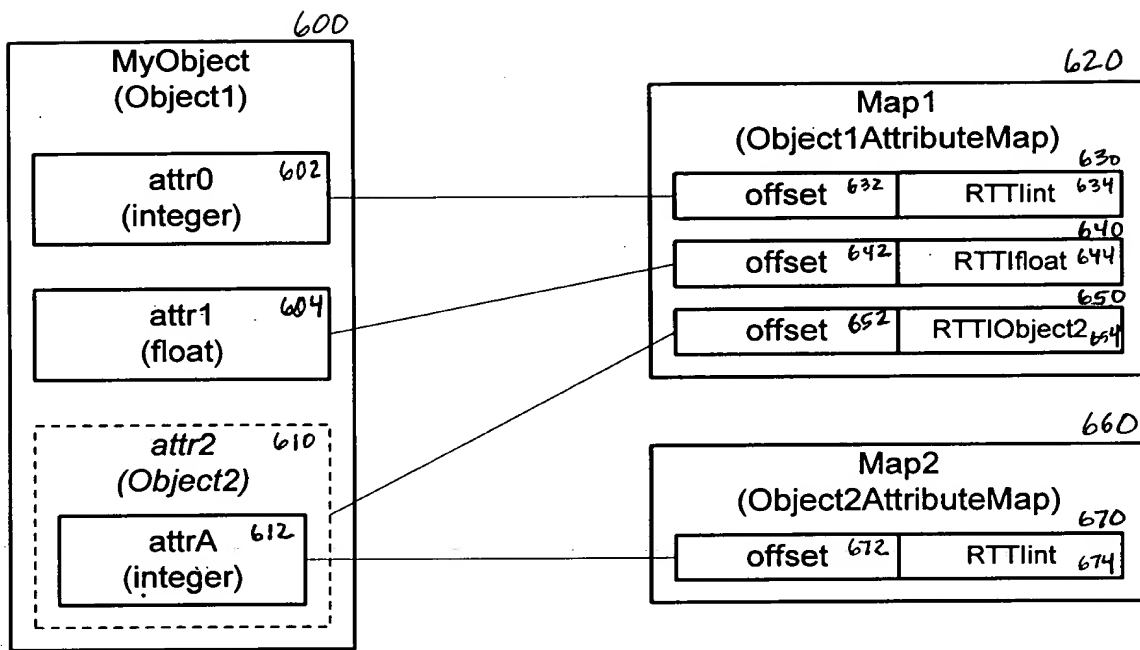 600
MyObject
(Object1)
attr0 602
(integer)
attr1 604
(float)
attr2 610
(Object2)
attrA 612
(integer)
620
Map1
(Object1AttributeMap)
630
offset 632 RTTIint 634
640
offset 642 RTTIfloat 644
650
offset 652 RTTIObject2 654
660
Map2
(Object2AttributeMap)
670
offset 672 RTTIint 674